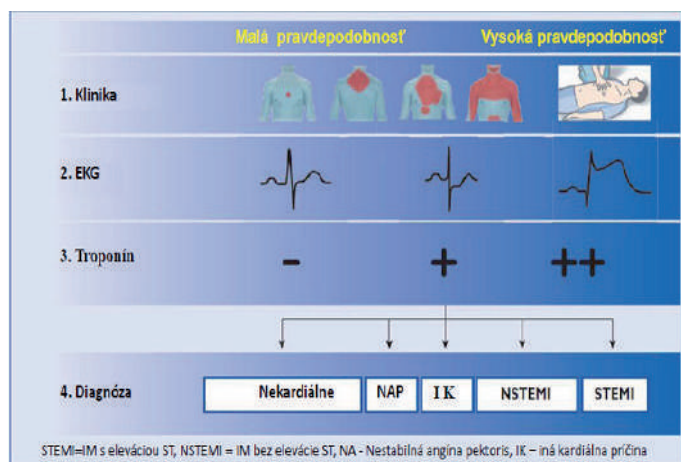 Malá pravdepodobnosť Vysoká pravdepodobnosť
1. Klinika
2. EKG
3. Troponín - + ++
4. Diagnóza Nekardiálne NAP IK NSTEMI STEMI
STEMI=IM s eleváciou ST, NSTEMI = IM bez elevácie ST, NA - Nestabilná angína pektoris, IK – iná kardiálna príčina